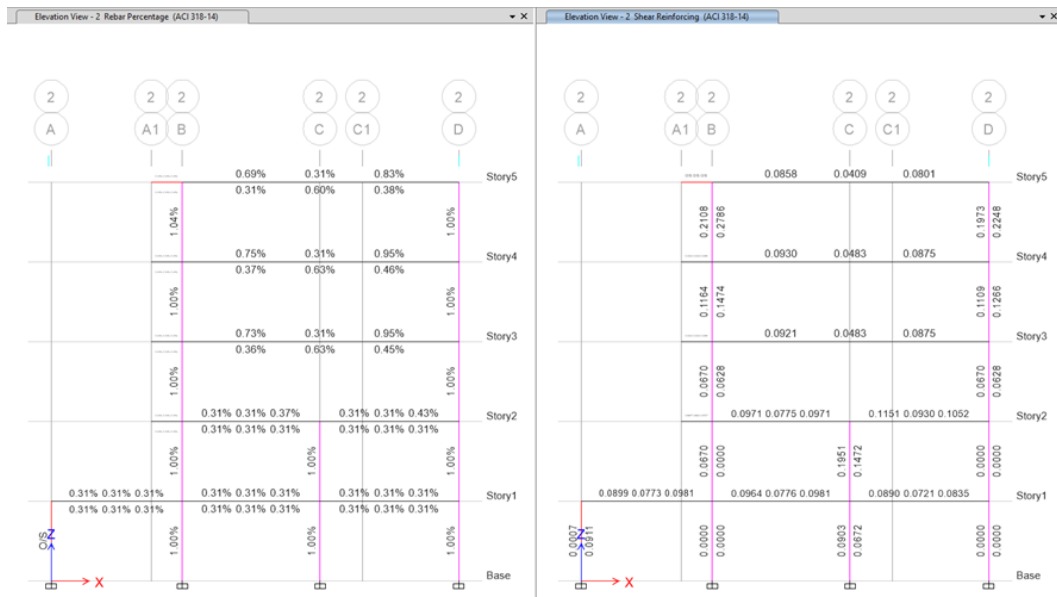 Elevation View - 2 Rebar Percentage (ACI 318-14)
2 2 2 2 2 2
A A1 B C C1 D
0.69% 0.31% 0.83%
Story5
0.31% 0.60% 0.38%
1.04% 1.00%
0.75% 0.31% 0.95%
Story4
0.37% 0.63% 0.46%
1.00% 1.00%
0.73% 0.31% 0.95%
Story3
0.36% 0.63% 0.45%
1.00% 1.00%
0.31% 0.31% 0.37% 0.31% 0.31% 0.43%
Story2
0.31% 0.31% 0.31% 0.31% 0.31% 0.31%
1.00% 1.00% 1.00%
0.31% 0.31% 0.31% 0.31% 0.31% 0.31% 0.31% 0.31% 0.31%
Story1
0.31% 0.31% 0.31% 0.31% 0.31% 0.31% 0.31% 0.31% 0.31%
O/S Z 1.00% 1.00% 1.00%
Base
X
Elevation View - 2 Shear Reinforcing (ACI 318-14)
2 2 2 2 2 2
A A1 B C C1 D
0.0858 0.0409 0.0801
Story5
0.2108 0.2786 0.1973 0.2248
0.0930 0.0483 0.0875
Story4
0.1164 0.1474 0.1109 0.1266
0.0921 0.0483 0.0875
Story3
0.0670 0.0628 0.0670 0.0628
0.0971 0.0775 0.0971 0.1151 0.0930 0.1052
Story2
0.0670 0.0000 0.1951 0.1472 0.0000 0.0000
0.0899 0.0773 0.0981 0.0964 0.0776 0.0981 0.0890 0.0721 0.0835
Story1
0.0007 Z 0.0911 0.0000 0.0000 0.0903 0.0672 0.0000 0.0000
Base
X